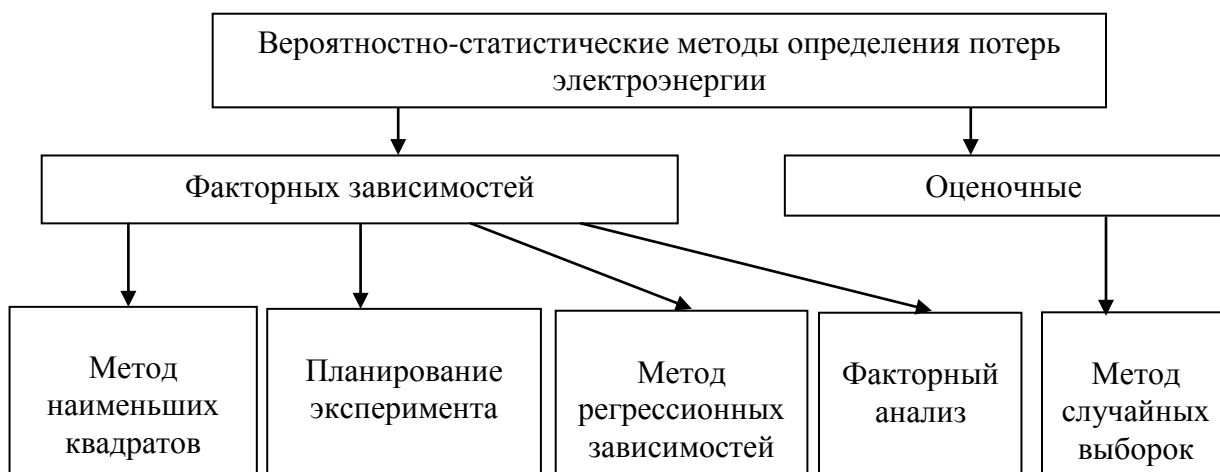 Вероятностно-статистические методы определения потерь
электроэнергии
Факторных зависимостей
Оценочные
Метод
наименьших
квадратов
Планирование
эксперимента
Метод
регрессионных
зависимостей
Факторный
анализ
Метод
случайных
выборок